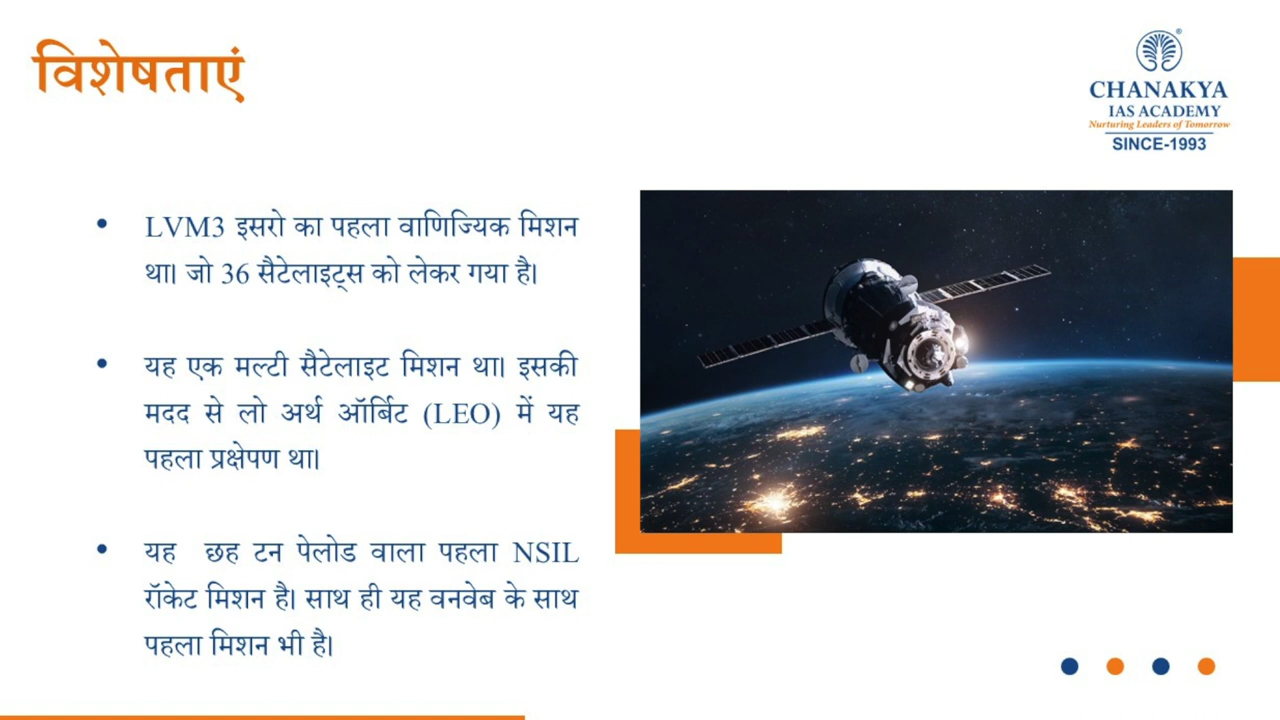 विशेषताएं
CHANAKYA
IAS ACADEMY
Nurturing Leaders of Tomorrow
SINCE-1993
• LVM3 इसरो का पहला वाणिज्यिक मिशन
था। जो 36 सैटेलाइट्स को लेकर गया है।
• यह एक मल्टी सैटेलाइट मिशन था। इसकी
मदद से लो अर्थ ऑर्बिट (LEO) में यह
पहला प्रक्षेपण था।
• यह छह टन पेलोड वाला पहला NSIL
रॉकेट मिशन है। साथ ही यह वनवेब के साथ
पहला मिशन भी है।